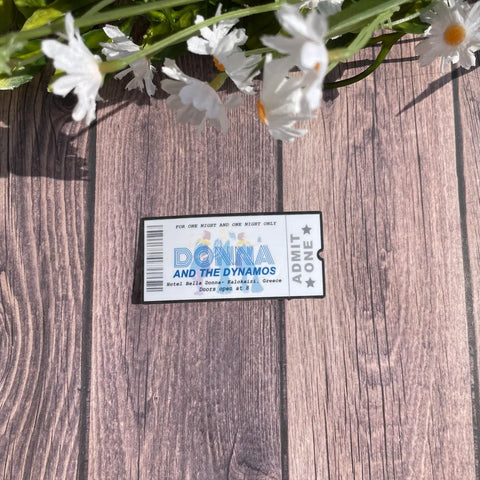 FOR ONE NIGHT AND ONE NIGHT ONLY
DONNA
AND THE DYNAMOS
Hotel Bella Donna- Kalokairi, Greece
Doors open at 8
ADMIT
★ ONE ★